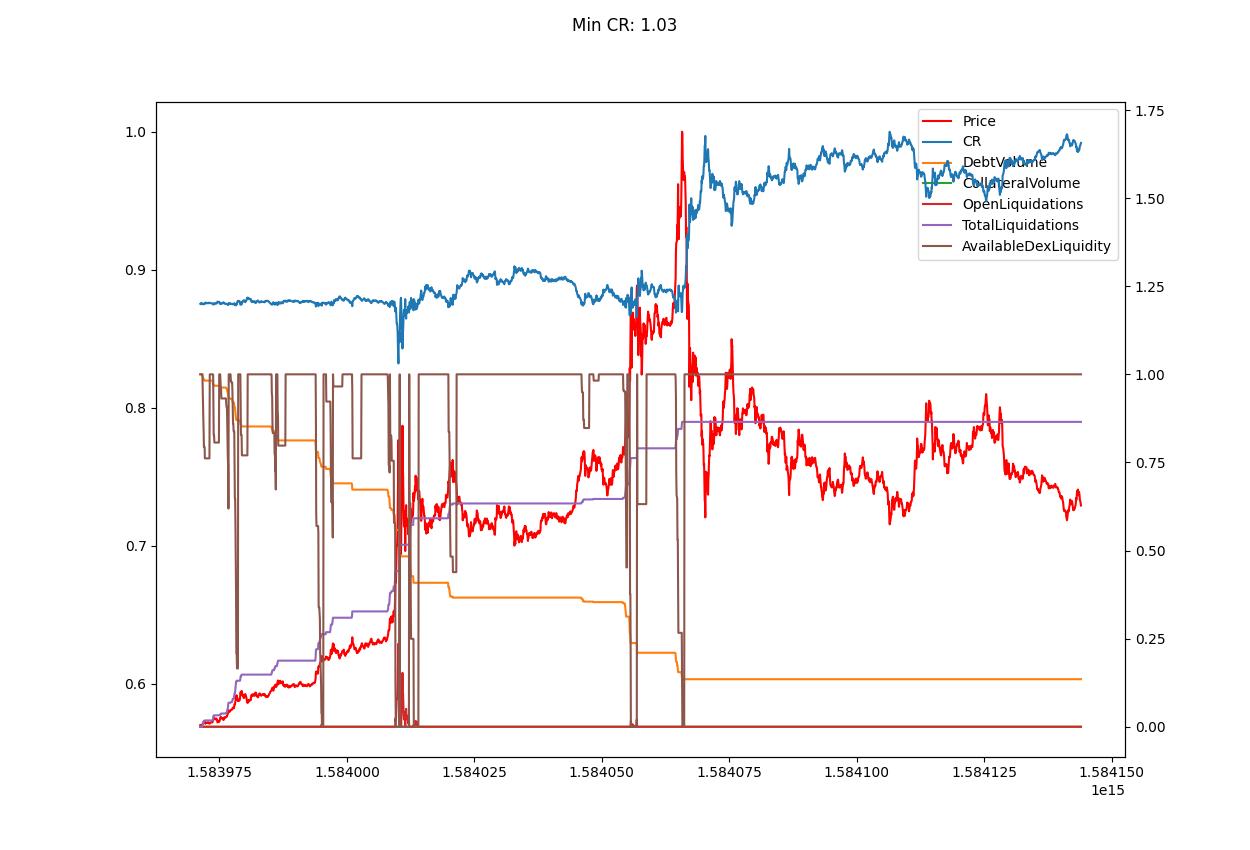 Min CR: 1.03
1.0
0.9
0.8
0.7
0.6
1.75
1.50
1.25
1.00
0.75
0.50
0.25
0.00
Price
CR
DebtVolume
CollateralVolume
OpenLiquidations
TotalLiquidations
AvailableDexLiquidity
1.583975 1.584000 1.584025 1.584050 1.584075 1.584100 1.584125 1.584150
1e15